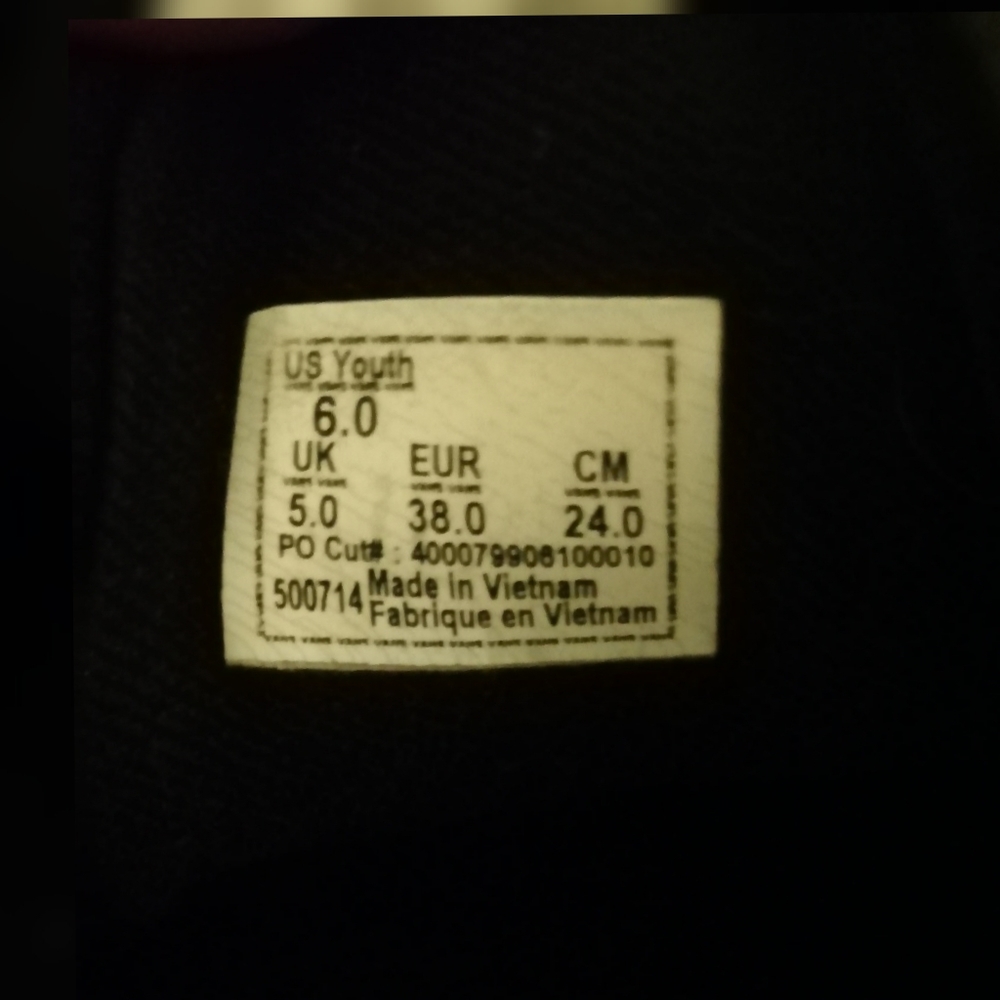 US Youth
6.0
UK EUR CM
5.0 38.0 24.0
PO Cut# : 400079906100010
500714 Made in Vietnam
Fabrique en Vietnam